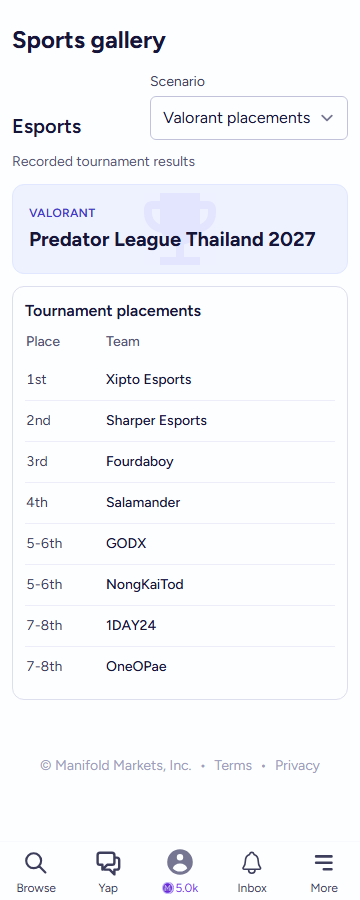 Sports gallery
Scenario
Esports
Valorant placements
Recorded tournament results
VALORANT
Predator League Thailand 2027
Tournament placements
Place Team
1st Xipto Esports
2nd Sharper Esports
3rd Fourdaboy
4th Salamander
5-6th GODX
5-6th NongKaiTod
7-8th 1DAY24
7-8th OneOPae
© Manifold Markets, Inc. • Terms • Privacy
Browse Yap 5.0k Inbox More